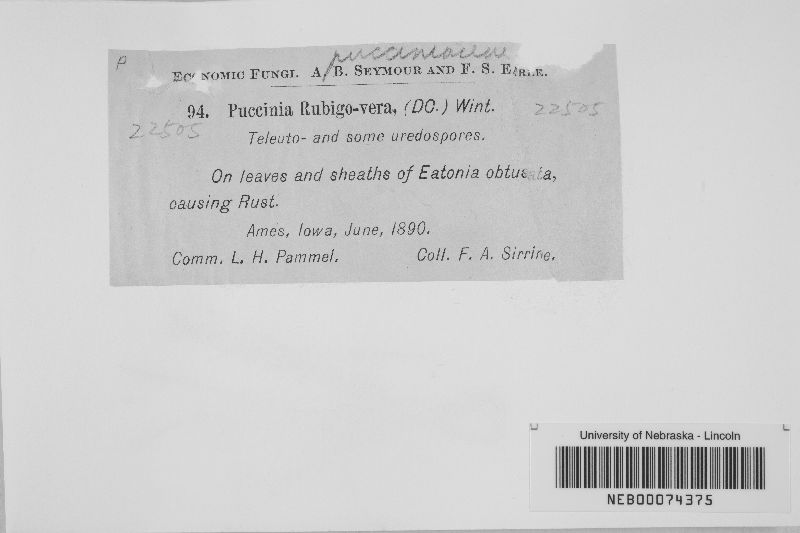 P
pucciniaceae
Economic Fungi. A. B. Seymour and F. S. Earle.
94. Puccinia Rubigo-vera, (DC.) Wint. 22505
22505
Teleuto- and some uredospores.
On leaves and sheaths of Eatonia obtusata,
causing Rust.
Ames, Iowa, June, 1890.
Comm. L. H. Pammel. Coll. F. A. Sirrine.
University of Nebraska - Lincoln
NEB00074375